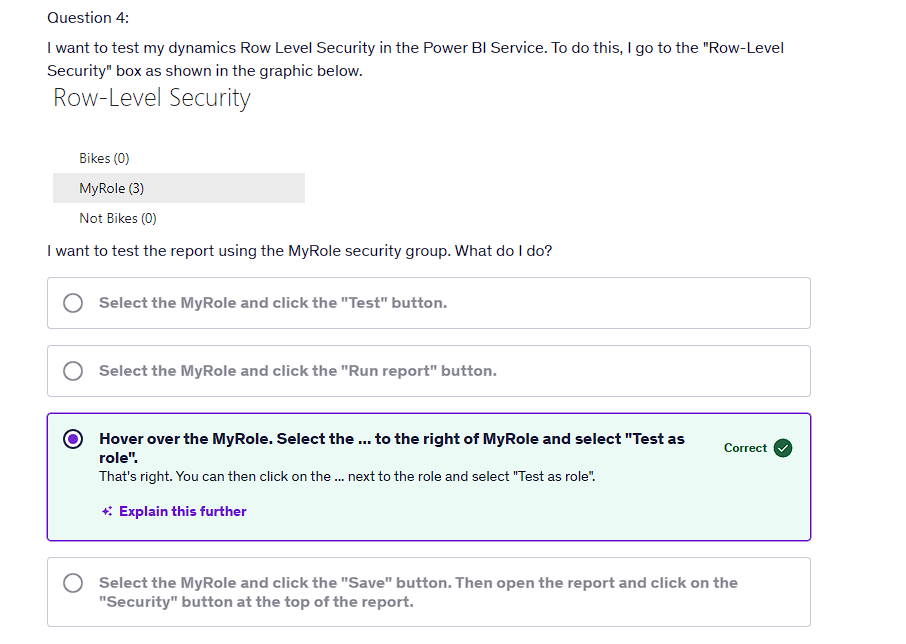 Question 4:
I want to test my dynamics Row Level Security in the Power BI Service. To do this, I go to the "Row-Level
Security" box as shown in the graphic below.
Row-Level Security
Bikes (0)
MyRole (3)
Not Bikes (0)
I want to test the report using the MyRole security group. What do I do?
Select the MyRole and click the "Test" button.
Select the MyRole and click the "Run report" button.
Hover over the MyRole. Select the ... to the right of MyRole and select "Test as
role".
Correct
That's right. You can then click on the ... next to the role and select "Test as role".
Explain this further
Select the MyRole and click the "Save" button. Then open the report and click on the
"Security" button at the top of the report.